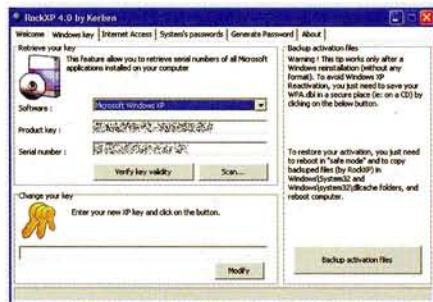 RockXP 4.0 by Korben
Welcome Windows key Internet Access System's passwords Generate Password About
Retrieve your key
This feature allow you to retrieve serial numbers of all Microsoft
applications installed on your computer
Software :
Microsoft Windows XP
Product key :
Serial number :
Verify key validity
Scan...
Change your key
Enter your new XP key and click on the button.
Modify
Backup activation files
Warning ! This tip works only after a
Windows reinstallation (without any
format). To avoid Windows XP
Reactivation, you just need to save your
WPA.dbl in a secure place (ie: on a CD) by
clicking on the below button.
To restore your activation, you just need
to reboot in "safe mode" and to copy
backuped files (by RockXP) in
Windows\System32 and
Windows\system32\dllcache folders, and
reboot computer.
Backup activation files